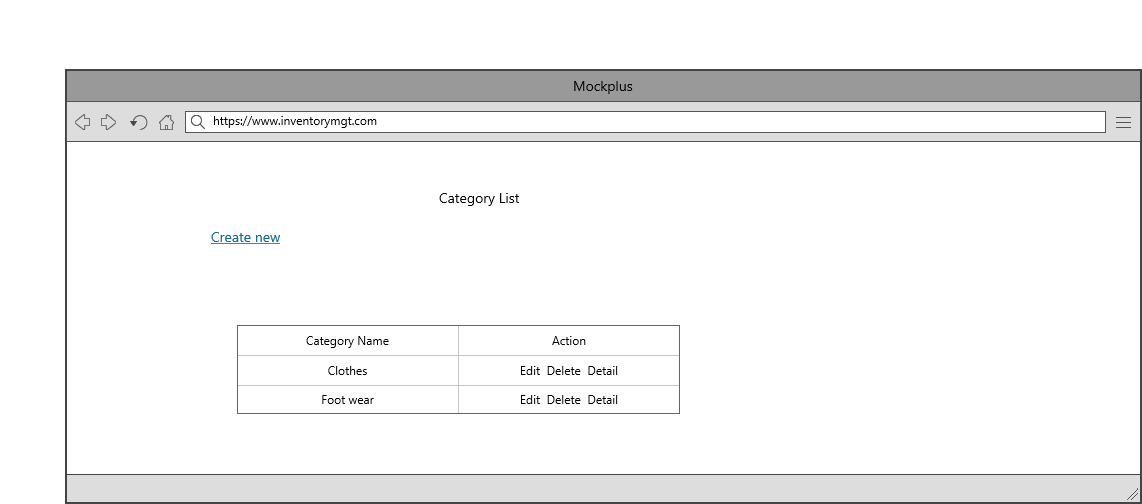 Mockplus
https://www.inventorymgt.com
Category List
Create new
Category Name Action
Clothes Edit Delete Detail
Foot wear Edit Delete Detail